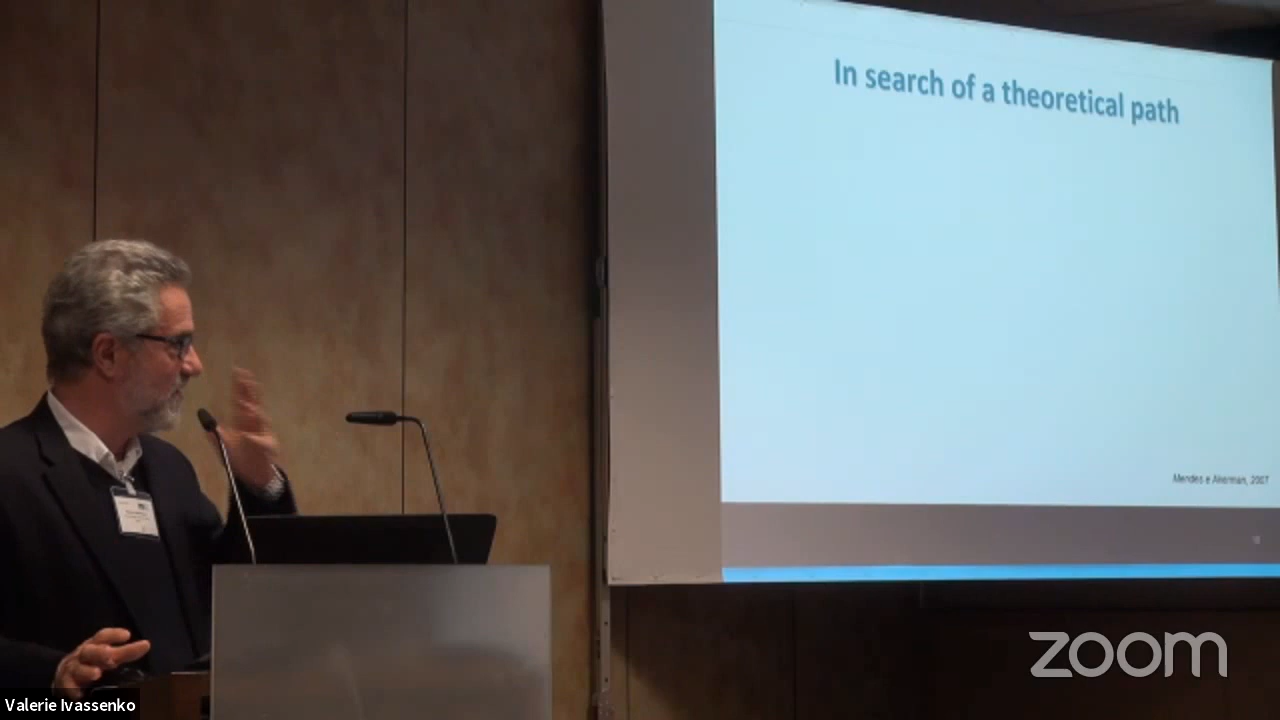 In search of a theoretical path
Mendes e Akerman, 2007
zoom
Valerie Ivassenko